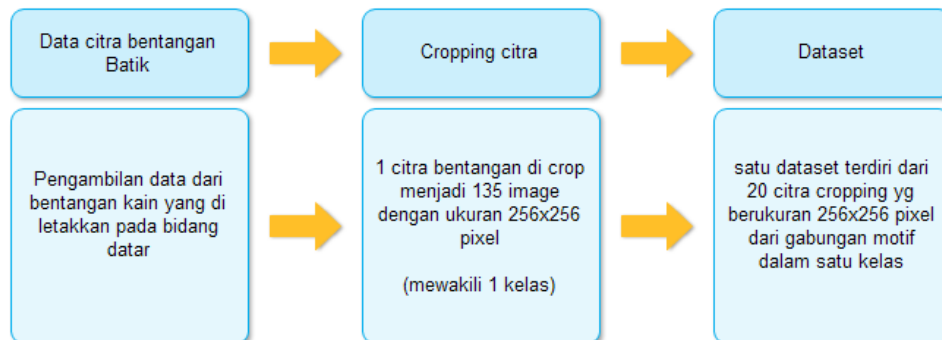 Data citra bentangan
Batik
Cropping citra
Dataset
Pengambilan data dari
bentangan kain yang di
letakkan pada bidang
datar
1 citra bentangan di crop
menjadi 135 image
dengan ukuran 256x256
pixel
(mewakili 1 kelas)
satu dataset terdiri dari
20 citra cropping yg
berukuran 256x256 pixel
dari gabungan motif
dalam satu kelas